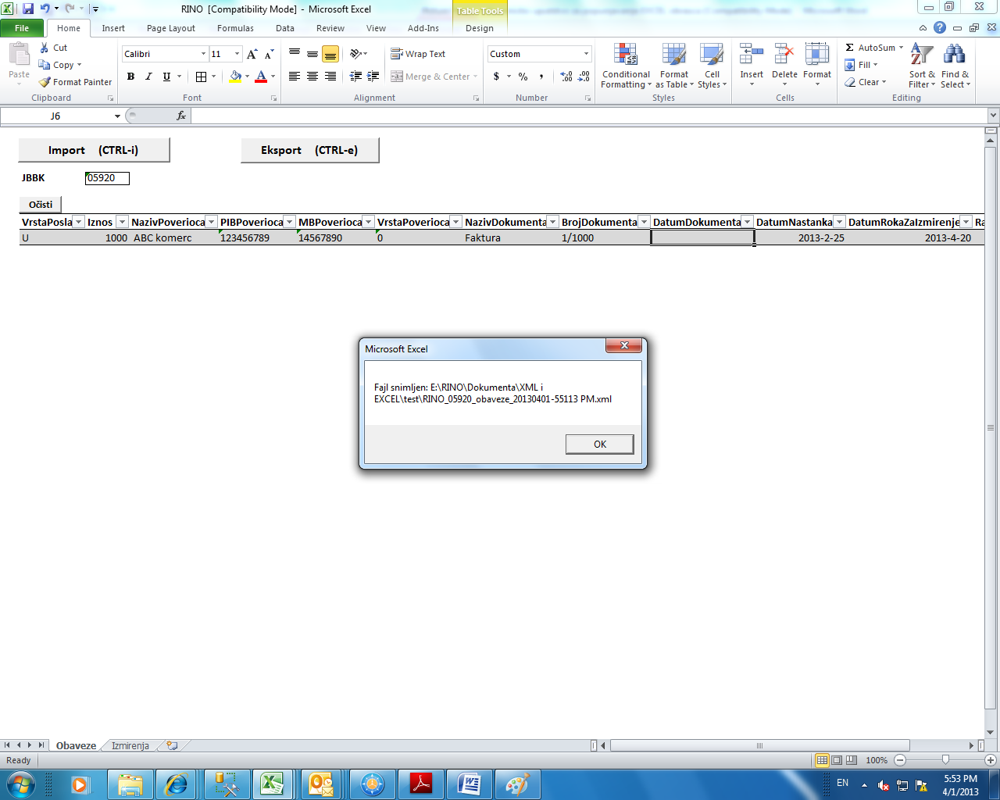 RINO [Compatibility Mode] - Microsoft Excel
Table Tools
File Home Insert Page Layout Formulas Data Review View Add-Ins Design
Paste
Cut
Copy
Format Painter
Clipboard
Calibri 11
B I U A
Font
Wrap Text
Merge & Center
Alignment
Custom
$ % ,
Number
Conditional Formatting
Format as Table
Cell Styles
Styles
Insert Delete Format
Cells
Σ AutoSum
Fill
Clear
Sort & Filter
Find & Select
Editing
J6 fx
Import (CTRL-i) Eksport (CTRL-e)
JBBK 05920
Očisti
VrstaPosla Iznos NazivPoverioca PIBPoverioca MBPoverioca VrstaPoverioca NazivDokumenta BrojDokumenta DatumDokumenta DatumNastanka DatumRokaZaIzmirenje Ra
U 1000 ABC komerc 123456789 14567890 0 Faktura 1/1000 2013-2-25 2013-4-20
Microsoft Excel
Fajl snimljen: E:\RINO\Dokumenta\XML i
EXCEL\test\RINO_05920_obaveze_20130401-55113 PM.xml
OK
Obaveze Izmirenja
Ready 100%
EN 5:53 PM
4/1/2013